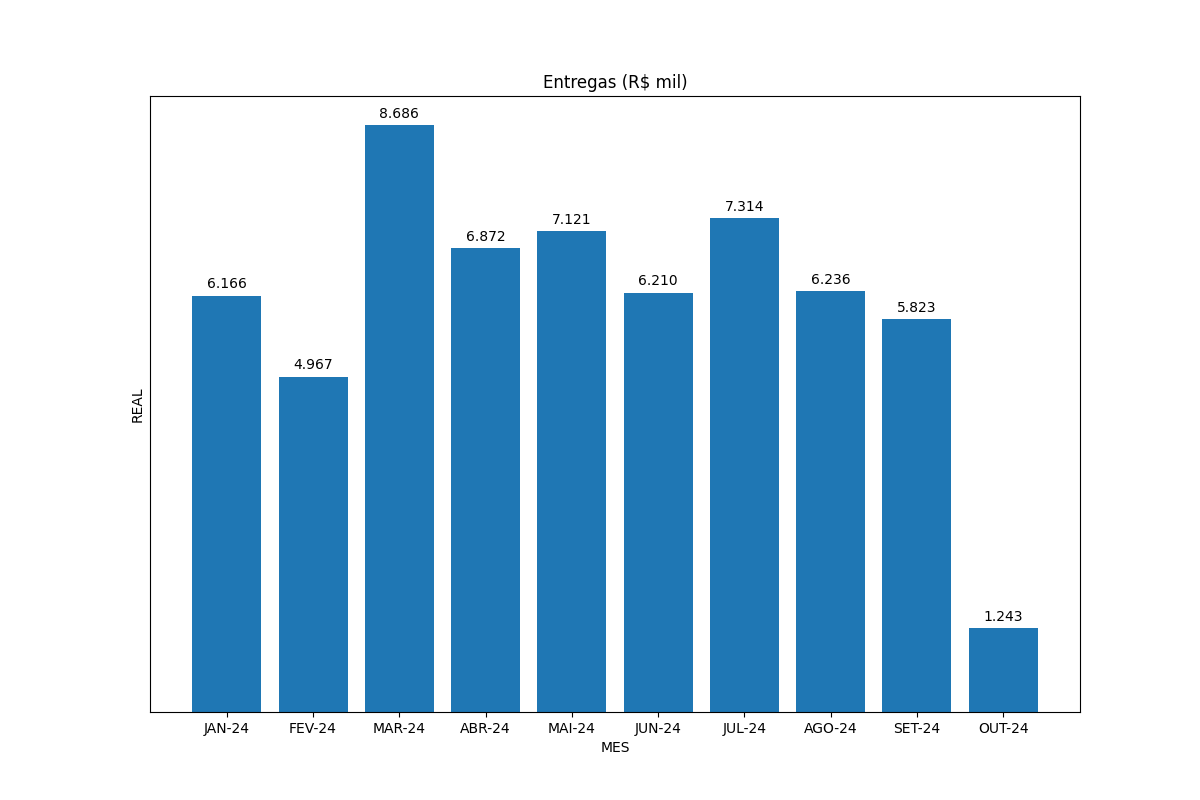 Entregas (R$ mil)
8.686
7.314
7.121
6.872
6.166
6.210
6.236
5.823
4.967
1.243
REAL
JAN-24 FEV-24 MAR-24 ABR-24 MAI-24 JUN-24 JUL-24 AGO-24 SET-24 OUT-24
MES